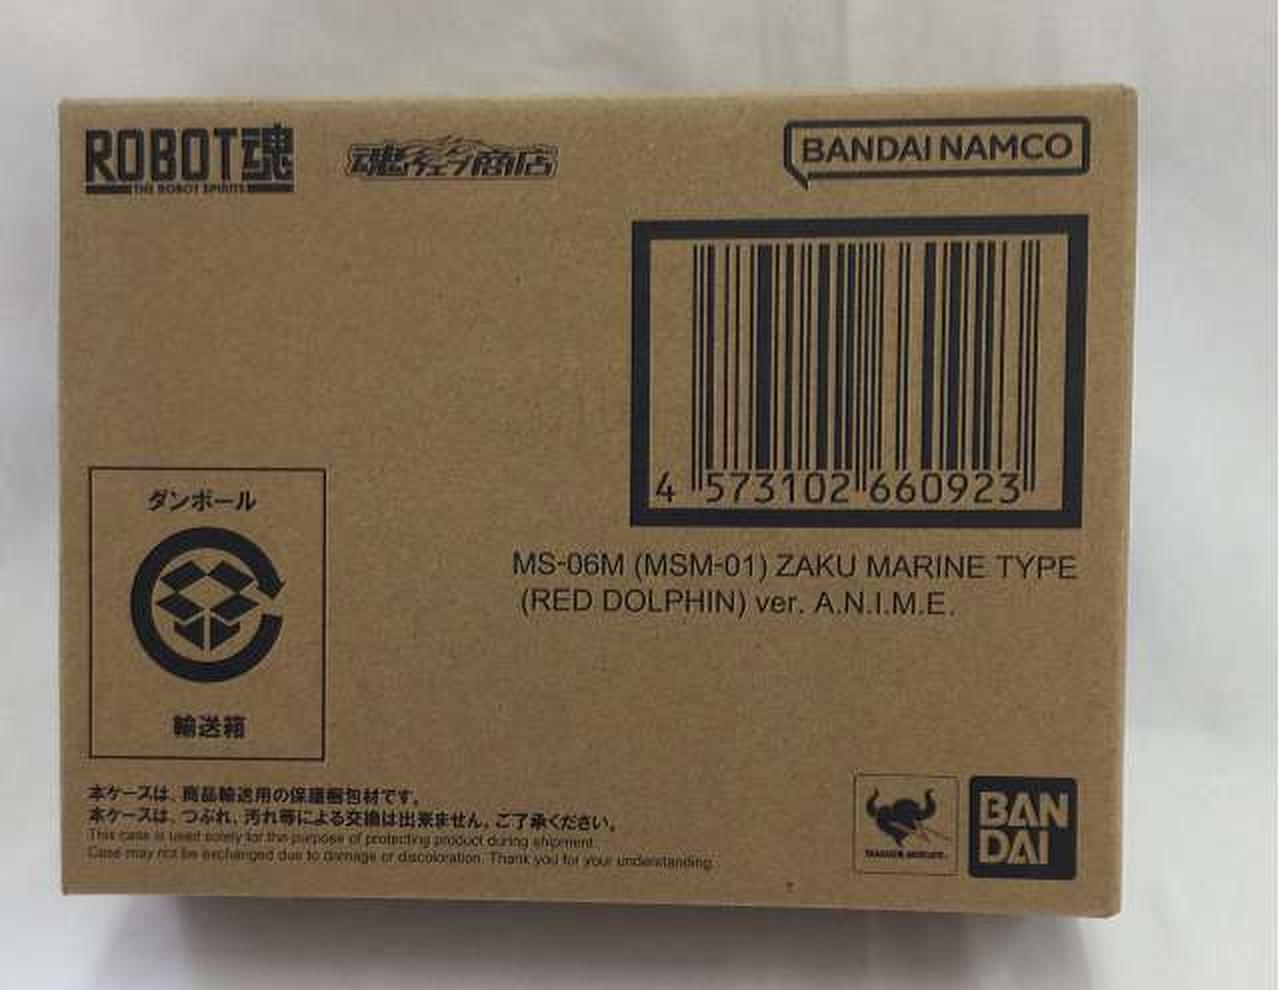 ROBOT魂
THE ROBOT SPIRITS
魂ウェブ商店
BANDAI NAMCO
4 573102 660923
MS-06M (MSM-01) ZAKU MARINE TYPE
(RED DOLPHIN) ver. A.N.I.M.E.
ダンボール
輸送箱
本ケースは、商品輸送用の保護梱包材です。
本ケースは、つぶれ、汚れ等による交換は出来ません。ご了承ください。
This case is used solely for the purpose of protecting product during shipment.
Case may not be exchanged due to damage or discoloration. Thank you for your understanding.
TAMASHII NATIONS
BAN
DAI